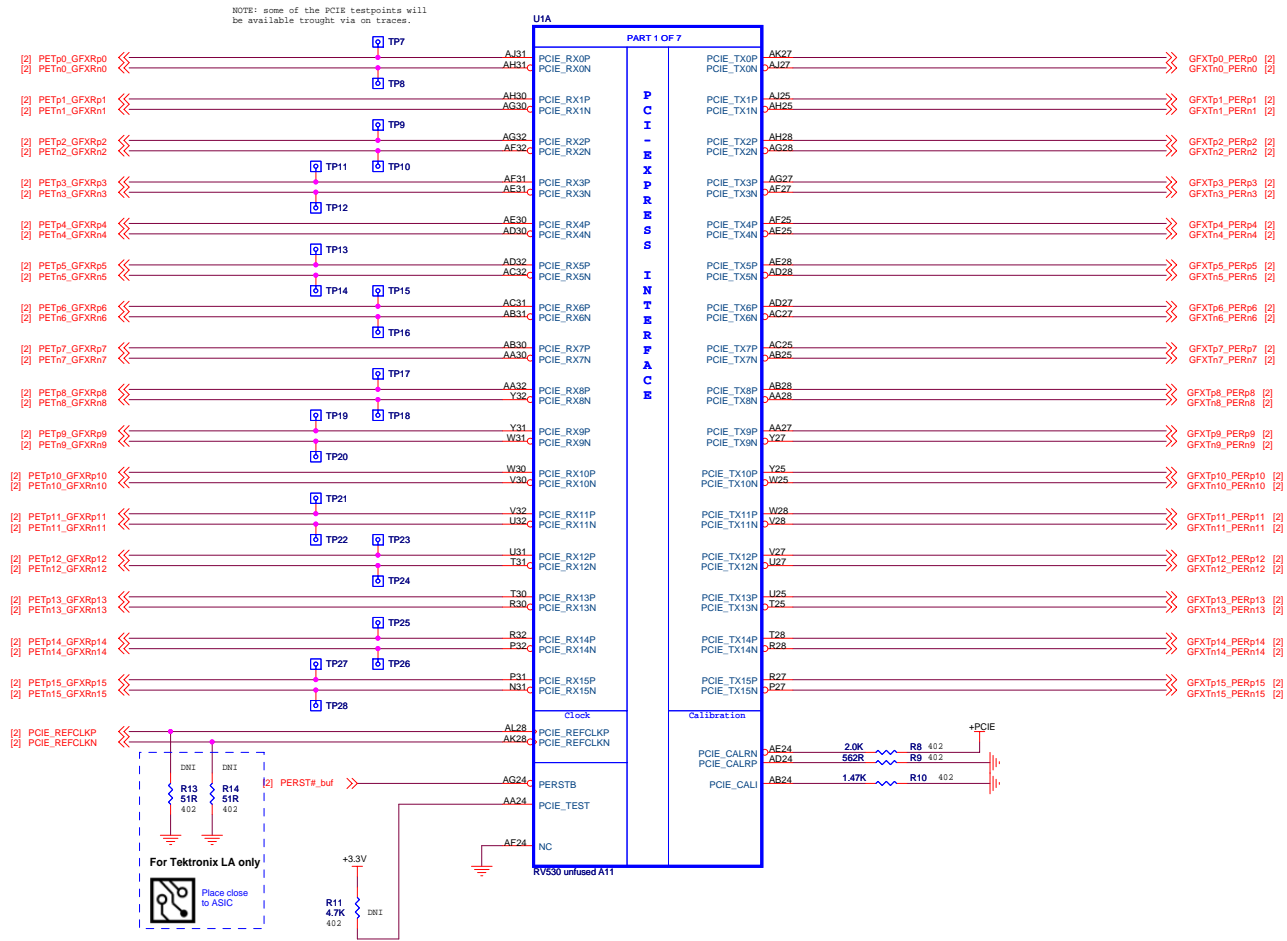 NOTE: some of the PCIE testpoints will
be available trought via on traces.
U1A
PART 1 OF 7
TP7
[2] PETp0_GFXRp0 AJ31 PCIE_RX0P PCIE_TX0P AK27 GFXTp0_PERp0 [2]
[2] PETn0_GFXRn0 AH31 PCIE_RX0N PCIE_TX0N AJ27 GFXTn0_PERn0 [2]
TP8
[2] PETp1_GFXRp1 AH30 PCIE_RX1P PCIE_TX1P AJ25 GFXTp1_PERp1 [2]
[2] PETn1_GFXRn1 AG30 PCIE_RX1N PCIE_TX1N AH25 GFXTn1_PERn1 [2]
TP9
[2] PETp2_GFXRp2 AG32 PCIE_RX2P PCIE_TX2P AH28 GFXTp2_PERp2 [2]
[2] PETn2_GFXRn2 AF32 PCIE_RX2N PCIE_TX2N AG28 GFXTn2_PERn2 [2]
TP11 TP10
[2] PETp3_GFXRp3 AF31 PCIE_RX3P PCIE_TX3P AG27 GFXTp3_PERp3 [2]
[2] PETn3_GFXRn3 AE31 PCIE_RX3N PCIE_TX3N AF27 GFXTn3_PERn3 [2]
TP12
[2] PETp4_GFXRp4 AE30 PCIE_RX4P PCIE_TX4P AF25 GFXTp4_PERp4 [2]
[2] PETn4_GFXRn4 AD30 PCIE_RX4N PCIE_TX4N AE25 GFXTn4_PERn4 [2]
TP13
[2] PETp5_GFXRp5 AD32 PCIE_RX5P PCIE_TX5P AE28 GFXTp5_PERp5 [2]
[2] PETn5_GFXRn5 AC32 PCIE_RX5N PCIE_TX5N AD28 GFXTn5_PERn5 [2]
TP14 TP15
[2] PETp6_GFXRp6 AC31 PCIE_RX6P PCIE_TX6P AD27 GFXTp6_PERp6 [2]
[2] PETn6_GFXRn6 AB31 PCIE_RX6N PCIE_TX6N AC27 GFXTn6_PERn6 [2]
TP16
[2] PETp7_GFXRp7 AB30 PCIE_RX7P PCIE_TX7P AC25 GFXTp7_PERp7 [2]
[2] PETn7_GFXRn7 AA30 PCIE_RX7N PCIE_TX7N AB25 GFXTn7_PERn7 [2]
TP17
[2] PETp8_GFXRp8 AA32 PCIE_RX8P PCIE_TX8P AB28 GFXTp8_PERp8 [2]
[2] PETn8_GFXRn8 Y32 PCIE_RX8N PCIE_TX8N AA28 GFXTn8_PERn8 [2]
TP19 TP18
[2] PETp9_GFXRp9 Y31 PCIE_RX9P PCIE_TX9P AA27 GFXTp9_PERp9 [2]
[2] PETn9_GFXRn9 W31 PCIE_RX9N PCIE_TX9N Y27 GFXTn9_PERn9 [2]
TP20
[2] PETp10_GFXRp10 W30 PCIE_RX10P PCIE_TX10P Y25 GFXTp10_PERp10 [2]
[2] PETn10_GFXRn10 V30 PCIE_RX10N PCIE_TX10N W25 GFXTn10_PERn10 [2]
TP21
[2] PETp11_GFXRp11 V32 PCIE_RX11P PCIE_TX11P W28 GFXTp11_PERp11 [2]
[2] PETn11_GFXRn11 U32 PCIE_RX11N PCIE_TX11N V28 GFXTn11_PERn11 [2]
TP22 TP23
[2] PETp12_GFXRp12 U31 PCIE_RX12P PCIE_TX12P V27 GFXTp12_PERp12 [2]
[2] PETn12_GFXRn12 T31 PCIE_RX12N PCIE_TX12N U27 GFXTn12_PERn12 [2]
TP24
[2] PETp13_GFXRp13 T30 PCIE_RX13P PCIE_TX13P U25 GFXTp13_PERp13 [2]
[2] PETn13_GFXRn13 R30 PCIE_RX13N PCIE_TX13N T25 GFXTn13_PERn13 [2]
TP25
[2] PETp14_GFXRp14 R32 PCIE_RX14P PCIE_TX14P T28 GFXTp14_PERp14 [2]
[2] PETn14_GFXRn14 P32 PCIE_RX14N PCIE_TX14N R28 GFXTn14_PERn14 [2]
TP27 TP26
[2] PETp15_GFXRp15 P31 PCIE_RX15P PCIE_TX15P R27 GFXTp15_PERp15 [2]
[2] PETn15_GFXRn15 N31 PCIE_RX15N PCIE_TX15N P27 GFXTn15_PERn15 [2]
TP28
PCI-EXPRESS INTERFACE
Clock
Calibration
[2] PCIE_REFCLKP AL28 PCIE_REFCLKP
[2] PCIE_REFCLKN AK28 PCIE_REFCLKN
+PCIE
PCIE_CALRN AE24 2.0K R8 402
PCIE_CALRP AD24 562R R9 402
PCIE_CALI AB24 1.47K R10 402
DNI DNI
R13 R14
51R 51R
402 402
[2] PERST#_buf AG24 PERSTB
AA24 PCIE_TEST
AF24 NC
For Tektronix LA only
Place close
to ASIC
+3.3V
R11
4.7K DNI
402
RV530 unfused A11